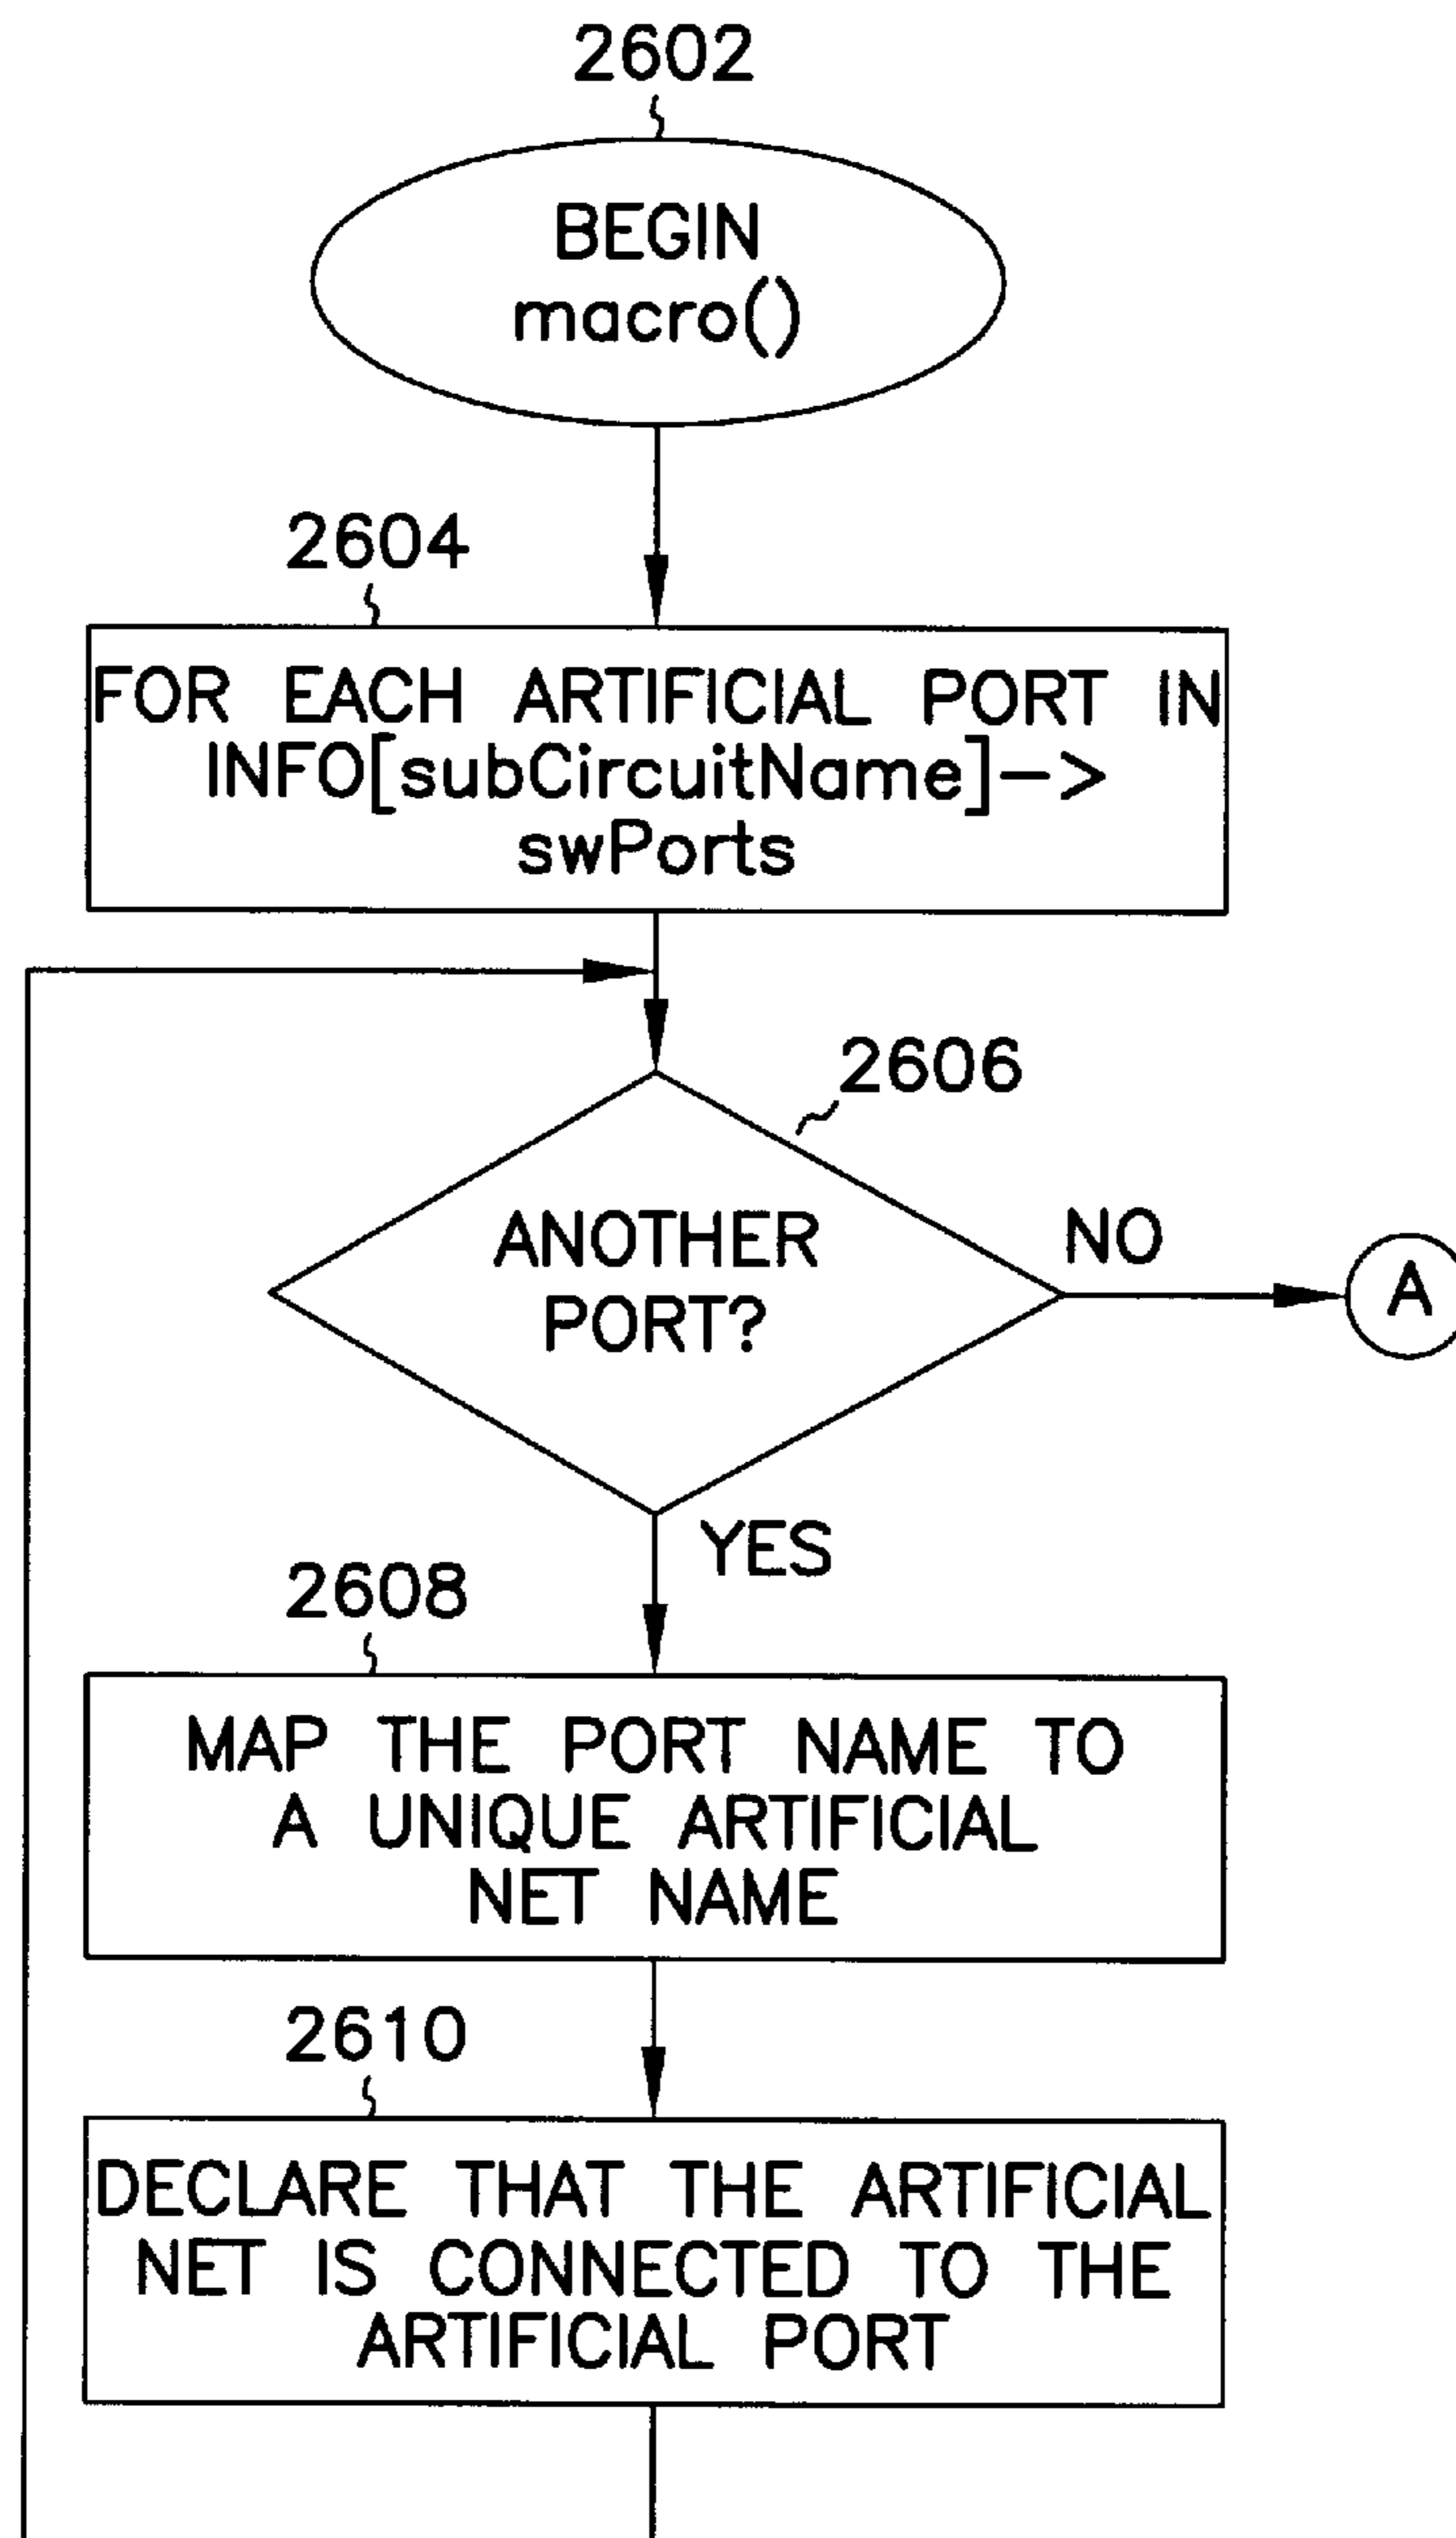 2602
BEGIN
macro()
2604
FOR EACH ARTIFICIAL PORT IN
INFO[subCircuitName]->
swPorts
2606
ANOTHER
PORT?
NO
A
YES
2608
MAP THE PORT NAME TO
A UNIQUE ARTIFICIAL
NET NAME
2610
DECLARE THAT THE ARTIFICIAL
NET IS CONNECTED TO THE
ARTIFICIAL PORT